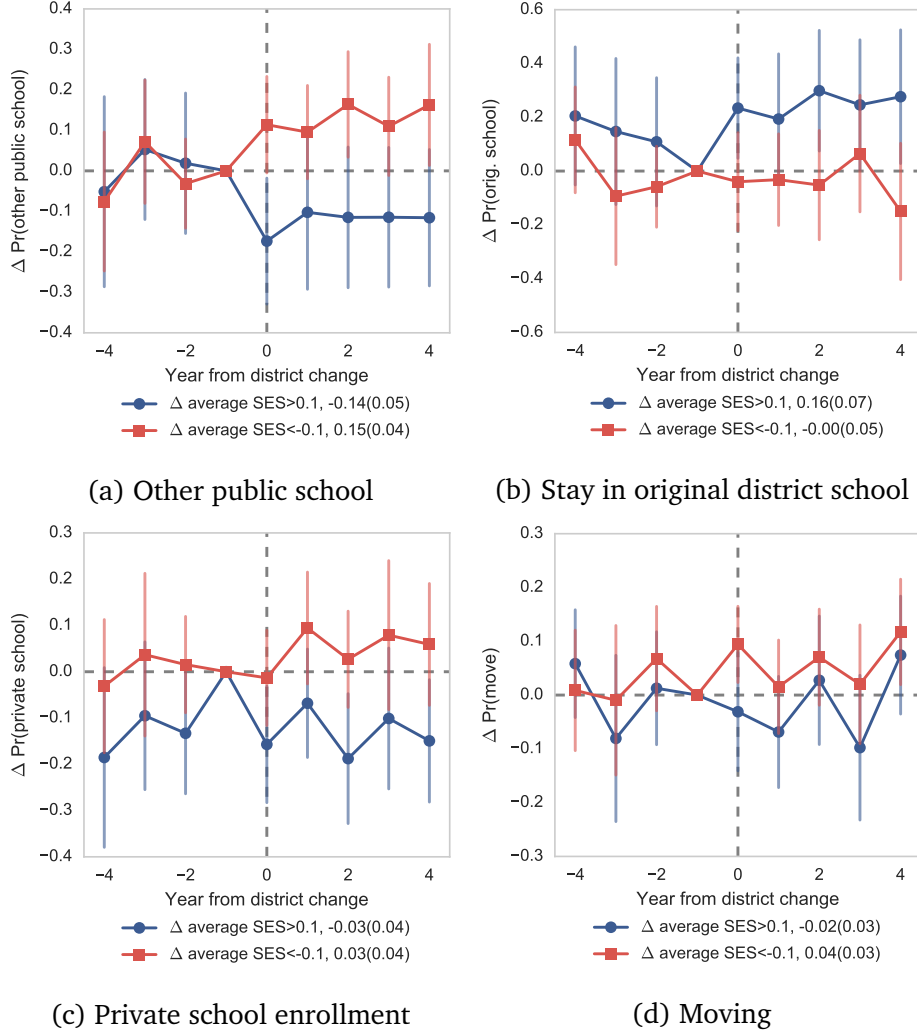 0.4
0.3
0.2
0.1
0.0
−0.1
−0.2
−0.3
−0.4
Δ Pr(other public school)
−4 −2 0 2 4
Year from district change
Δ average SES>0.1, -0.14(0.05)
Δ average SES<-0.1, 0.15(0.04)
(a) Other public school
0.6
0.4
0.2
0.0
−0.2
−0.4
−0.6
Δ Pr(orig. school)
−4 −2 0 2 4
Year from district change
Δ average SES>0.1, 0.16(0.07)
Δ average SES<-0.1, -0.00(0.05)
(b) Stay in original district school
0.3
0.2
0.1
0.0
−0.1
−0.2
−0.3
−0.4
Δ Pr(private school)
−4 −2 0 2 4
Year from district change
Δ average SES>0.1, -0.03(0.04)
Δ average SES<-0.1, 0.03(0.04)
(c) Private school enrollment
0.3
0.2
0.1
0.0
−0.1
−0.2
−0.3
Δ Pr(move)
−4 −2 0 2 4
Year from district change
Δ average SES>0.1, -0.02(0.03)
Δ average SES<-0.1, 0.04(0.03)
(d) Moving